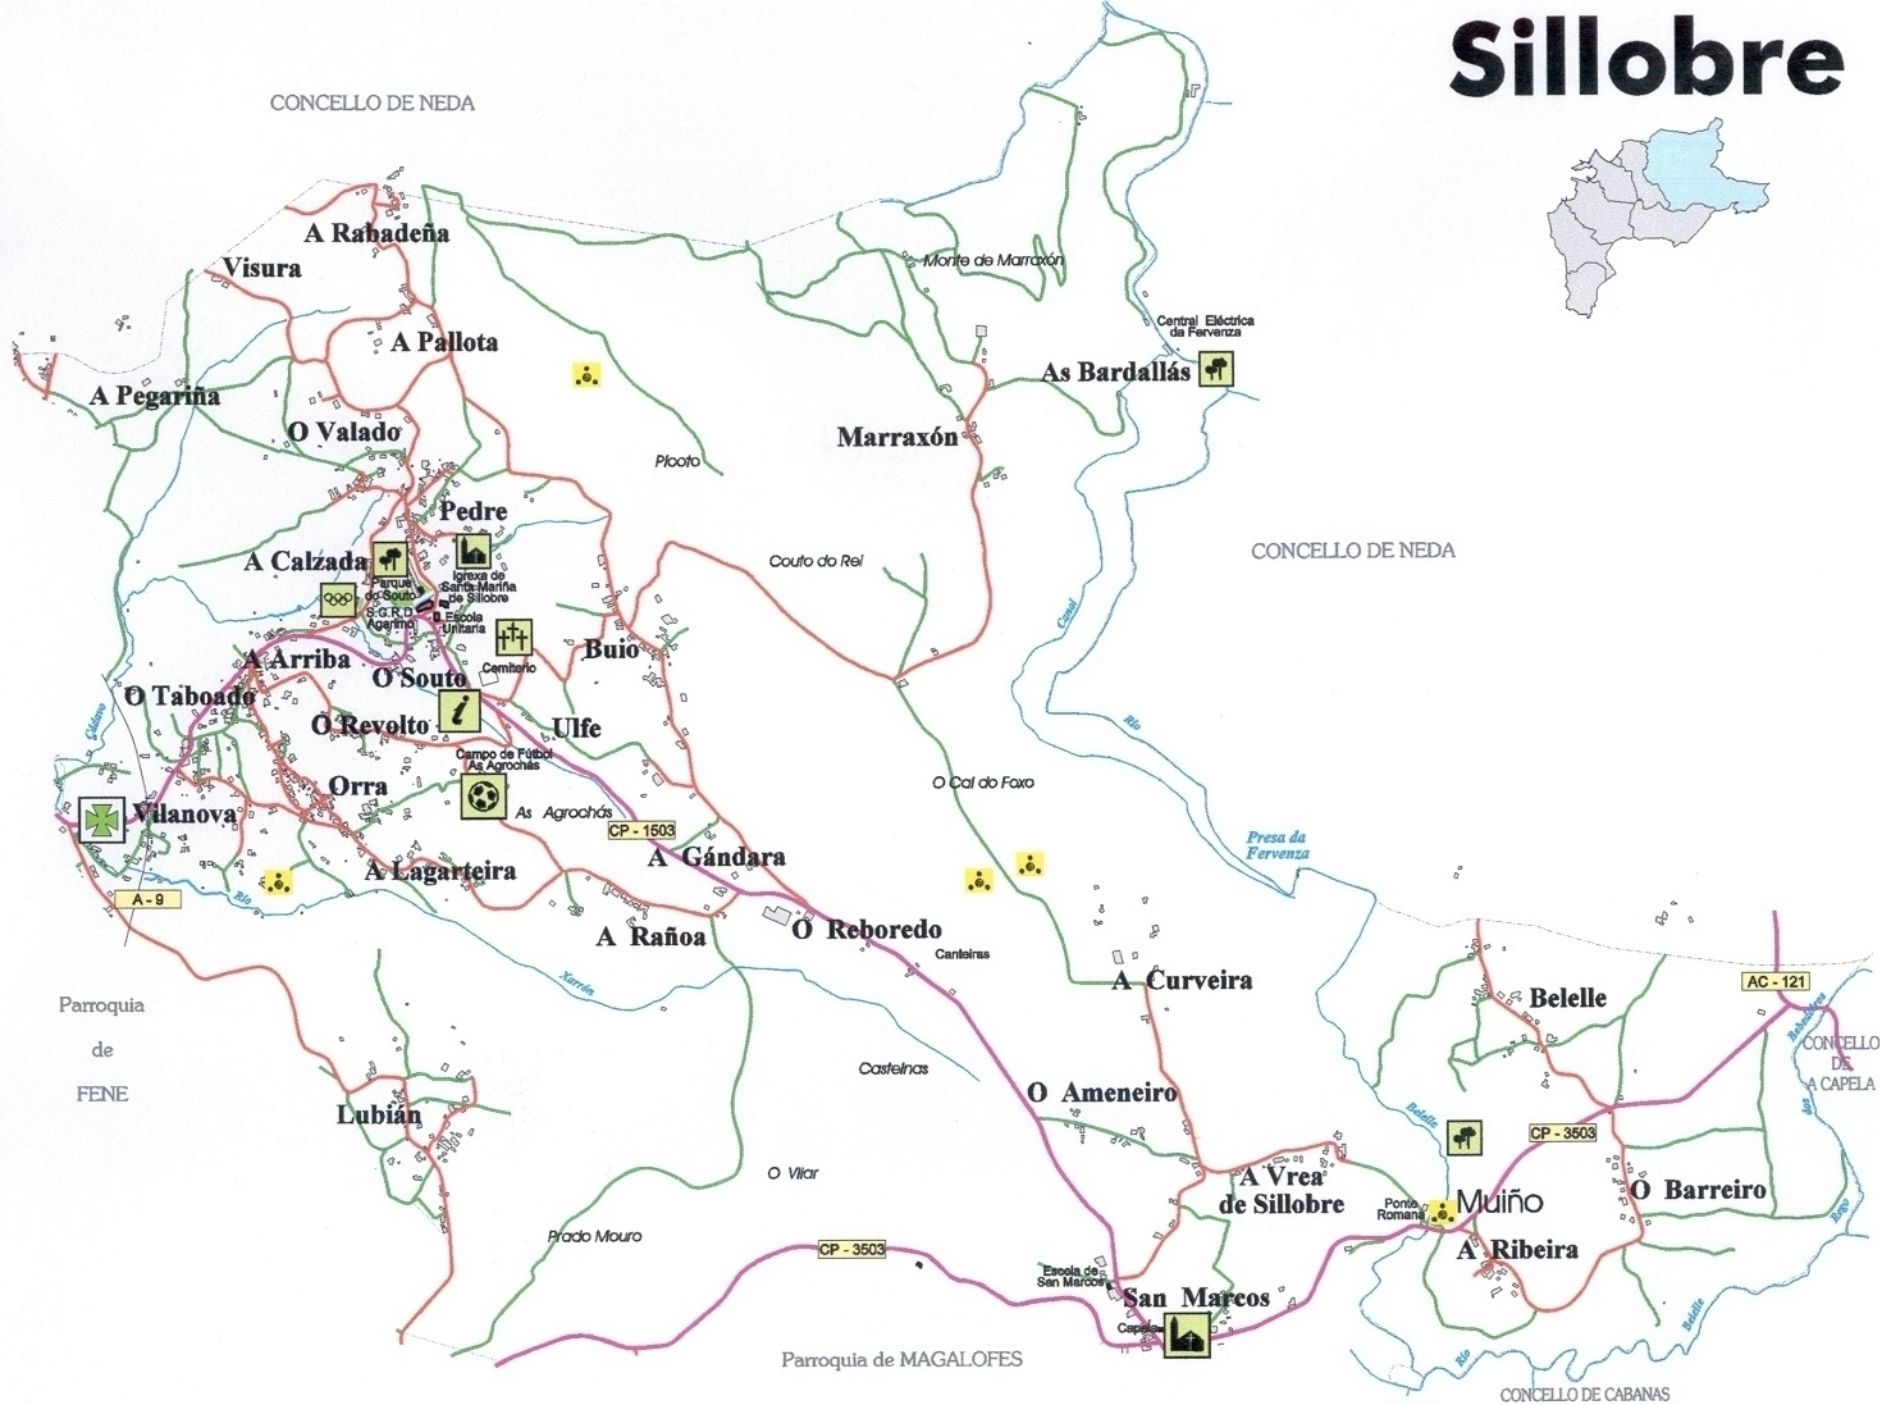 Sillobre
CONCELLO DE NEDA
A Rabadeña
Visura
Monte de Marraxón
Central Eléctrica
da Fervenza
A Pallota
As Bardallás
A Pegariña
O Valado
Marraxón
Plooto
Pedre
CONCELLO DE NEDA
A Calzada
Couto do Rei
Parque
do Souto
Igrexa de
Santa Mariña
de Sillobre
S.G.R.D
Agarimo
Escola
Unitaria
Canal
Buio
A Arriba
Cemiterio
O Souto
O Taboado
i
O Revolto
Ulfe
Río
Campo de Fútbol
As Agrochás
O Cal do Foxo
Orra
As Agrochás
Vilanova
CP - 1503
Presa da
Fervenza
A Gándara
A Lagarteira
A - 9
Río
A Rañoa
O Reboredo
Canteiras
Xarrón
A Curveira
AC - 121
Belelle
Parroquia
de
FENE
CONCELLO
DE
A CAPELA
Casteinas
Lubián
O Ameneiro
Belelle
CP - 3503
dos
O Vilar
A Vrea
de Sillobre
Ponte
Romana
Muiño
O Barreiro
Rego
Prado Mouro
CP - 3503
A Ribeira
Escola de
San Marcos
San Marcos
Capela
Belelle
Río
Parroquia de MAGALOFES
CONCELLO DE CABANAS